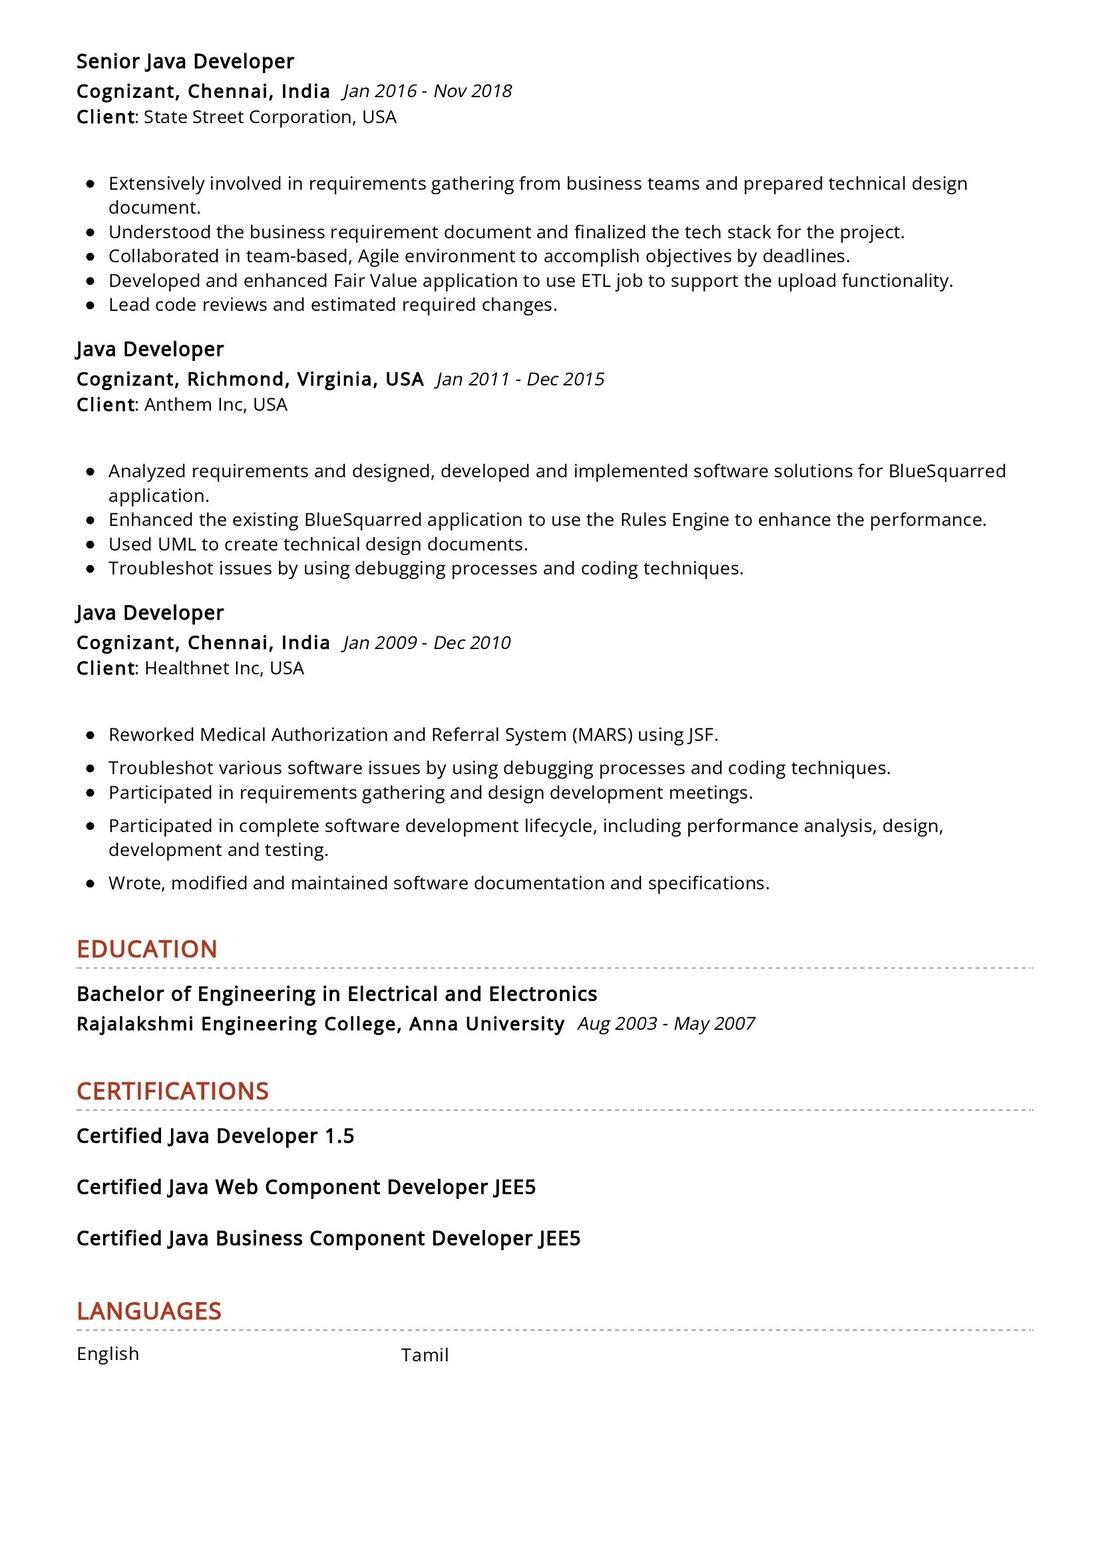 Senior Java Developer
Cognizant, Chennai, India Jan 2016 - Nov 2018
Client: State Street Corporation, USA
● Extensively involved in requirements gathering from business teams and prepared technical design
document.
● Understood the business requirement document and finalized the tech stack for the project.
● Collaborated in team-based, Agile environment to accomplish objectives by deadlines.
● Developed and enhanced Fair Value application to use ETL job to support the upload functionality.
● Lead code reviews and estimated required changes.
Java Developer
Cognizant, Richmond, Virginia, USA Jan 2011 - Dec 2015
Client: Anthem Inc, USA
● Analyzed requirements and designed, developed and implemented software solutions for BlueSquarred
application.
● Enhanced the existing BlueSquarred application to use the Rules Engine to enhance the performance.
● Used UML to create technical design documents.
● Troubleshot issues by using debugging processes and coding techniques.
Java Developer
Cognizant, Chennai, India Jan 2009 - Dec 2010
Client: Healthnet Inc, USA
● Reworked Medical Authorization and Referral System (MARS) using JSF.
● Troubleshot various software issues by using debugging processes and coding techniques.
● Participated in requirements gathering and design development meetings.
● Participated in complete software development lifecycle, including performance analysis, design,
development and testing.
● Wrote, modified and maintained software documentation and specifications.
EDUCATION
Bachelor of Engineering in Electrical and Electronics
Rajalakshmi Engineering College, Anna University Aug 2003 - May 2007
CERTIFICATIONS
Certified Java Developer 1.5
Certified Java Web Component Developer JEE5
Certified Java Business Component Developer JEE5
LANGUAGES
English Tamil